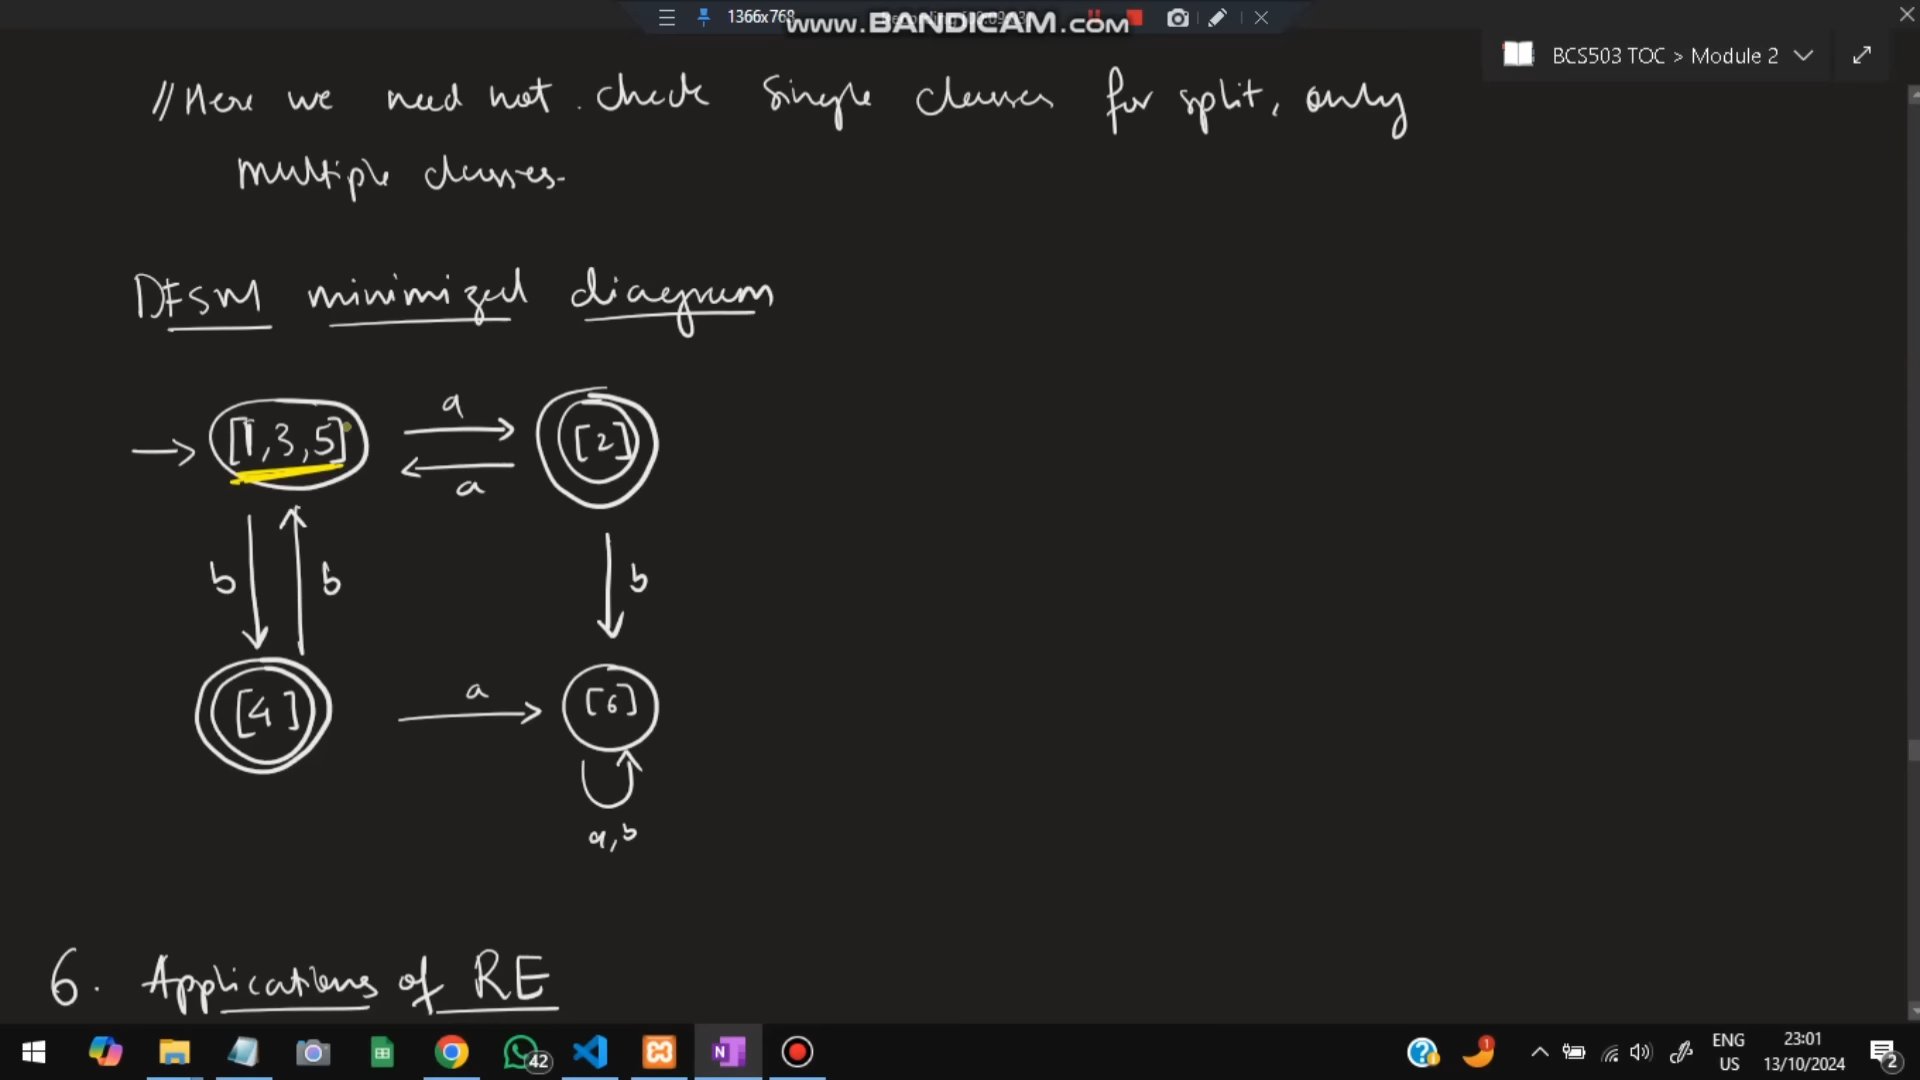 1366x768
www.BANDICAM.com
BCS503 TOC > Module 2
// Here we need not check single classes for split, only
multiple classes.
DFSM minimized diagram
[1,3,5]
a
a
[2]
b
b
b
[4]
a
[6]
a,b
6. Applications of RE
42
1
ENG
US
23:01
13/10/2024
2